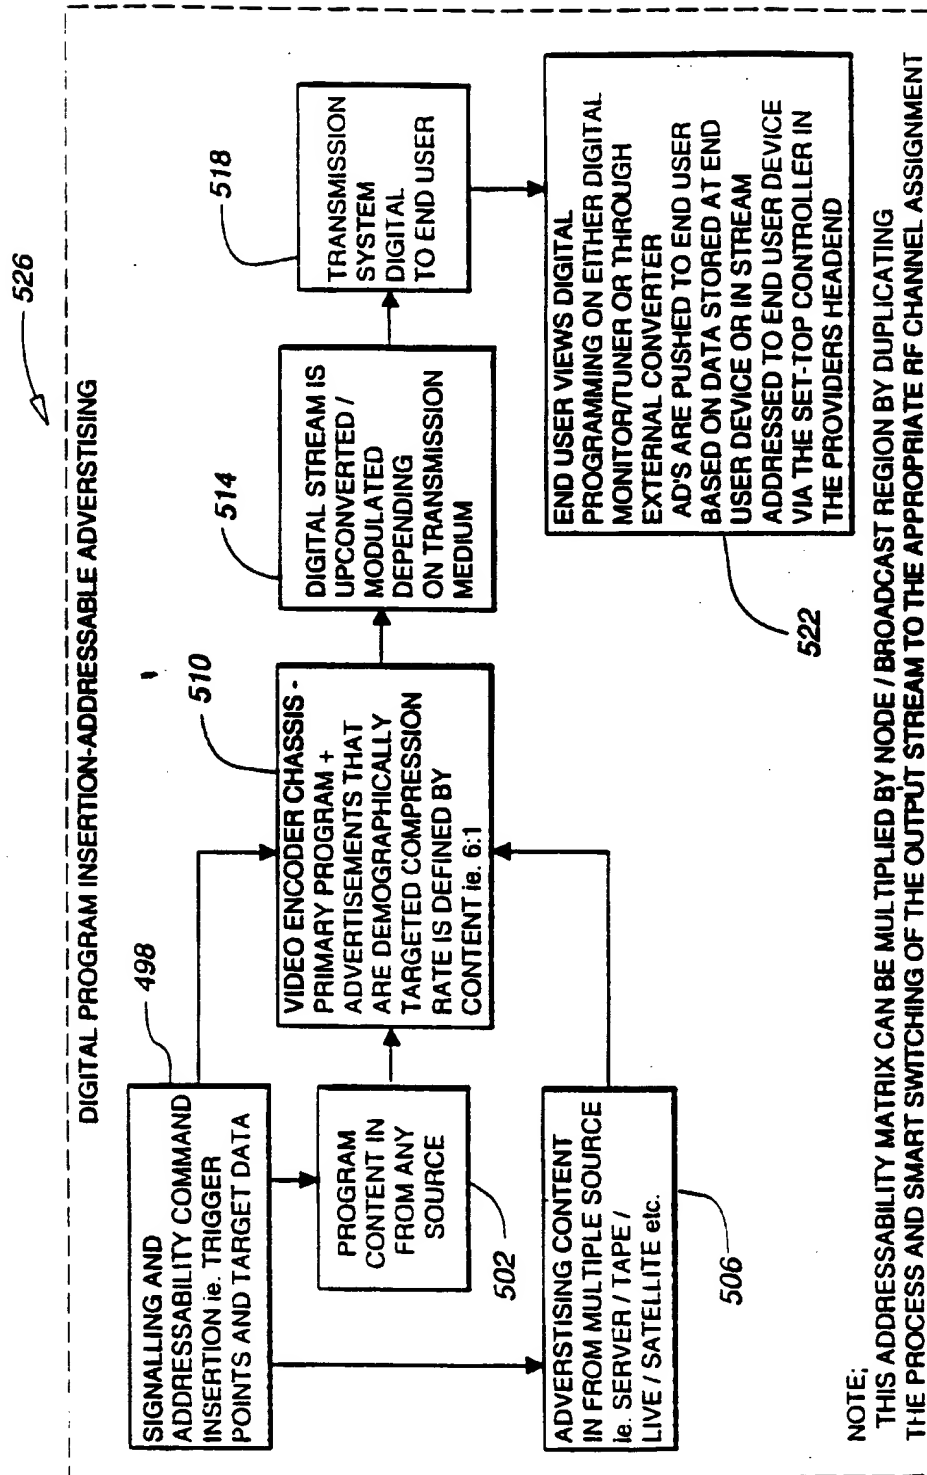 526
DIGITAL PROGRAM INSERTION-ADDRESSABLE ADVERSTISING
498
SIGNALLING AND
ADDRESSABILITY COMMAND
INSERTION ie. TRIGGER
POINTS AND TARGET DATA
PROGRAM
CONTENT IN
FROM ANY
SOURCE
502
ADVERSTISING CONTENT
IN FROM MULTIPLE SOURCE
ie. SERVER / TAPE /
LIVE / SATELLITE etc.
506
510
VIDEO ENCODER CHASSIS -
PRIMARY PROGRAM +
ADVERTISEMENTS THAT
ARE DEMOGRAPHICALLY
TARGETED COMPRESSION
RATE IS DEFINED BY
CONTENT ie. 6:1
514
DIGITAL STREAM IS
UPCONVERTED /
MODULATED
DEPENDING
ON TRANSMISSION
MEDIUM
518
TRANSMISSION
SYSTEM
DIGITAL
TO END USER
END USER VIEWS DIGITAL
PROGRAMMING ON EITHER DIGITAL
MONITOR/TUNER OR THROUGH
EXTERNAL CONVERTER
AD'S ARE PUSHED TO END USER
BASED ON DATA STORED AT END
USER DEVICE OR IN STREAM
ADDRESSED TO END USER DEVICE
VIA THE SET-TOP CONTROLLER IN
THE PROVIDERS HEADEND
522
NOTE;
THIS ADDRESSABILITY MATRIX CAN BE MULTIPLIED BY NODE / BROADCAST REGION BY DUPLICATING
THE PROCESS AND SMART SWITCHING OF THE OUTPUT STREAM TO THE APPROPRIATE RF CHANNEL ASSIGNMENT